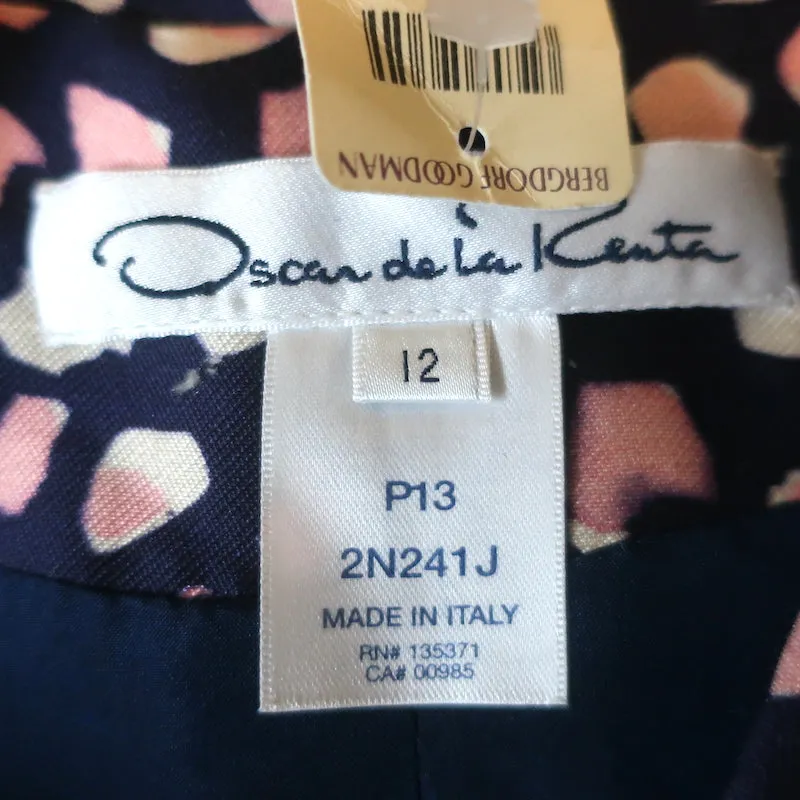 BERGDORF GOODMAN
Oscar de la Renta
12
P13
2N241J
MADE IN ITALY
RN# 135371
CA# 00985